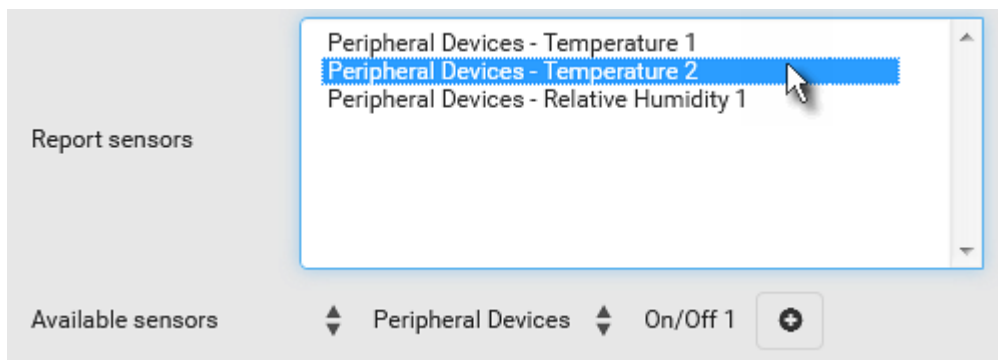 Peripheral Devices - Temperature 1
Peripheral Devices - Temperature 2
Peripheral Devices - Relative Humidity 1
Report sensors
Available sensors Peripheral Devices On/Off 1